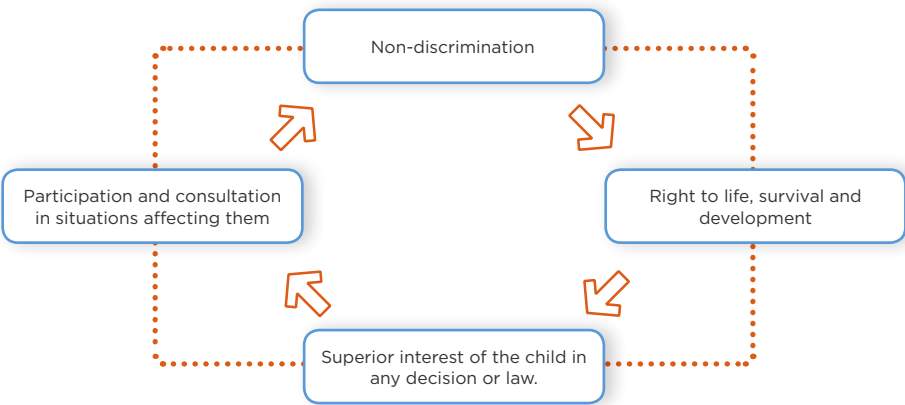 Non-discrimination
Participation and consultation
in situations affecting them
Right to life, survival and
development
Superior interest of the child in
any decision or law.